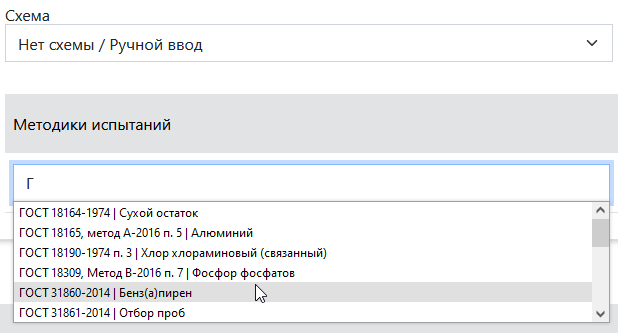 Схема
Нет схемы / Ручной ввод
Методики испытаний
Г
ГОСТ 18164-1974 | Сухой остаток
ГОСТ 18165, метод А-2016 п. 5 | Алюминий
ГОСТ 18190-1974 п. 3 | Хлор хлораминовый (связанный)
ГОСТ 18309, Метод В-2016 п. 7 | Фосфор фосфатов
ГОСТ 31860-2014 | Бенз(а)пирен
ГОСТ 31861-2014 | Отбор проб